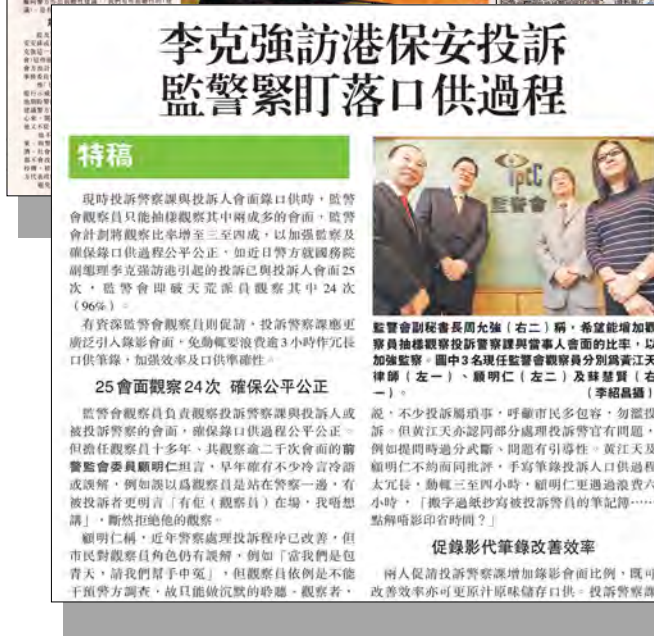 李克強訪港保安投訴
監警緊盯落口供過程
特稿
現時投訴警察課與投訴人會面錄口供時，監警
會觀察員只能抽樣觀察其中兩成多的會面，監警
會計劃將觀察比率增至三至四成，以加強監察及
確保錄口供過程公平公正，如近日警方就國務院
副總理李克強訪港引起的投訴已與投訴人會面25
次，監警會即破天荒派員觀察其中24次
（96%）。
有資深監警會觀察員則促請，投訴警察課應更
廣泛引入錄影會面，免動輒要浪費逾3小時作冗長
口供筆錄，加强效率及口供準確性。
25會面觀察24次 確保公平公正
監警會觀察員負責觀察投訴警察課與投訴人或
被投訴警察的會面，確保錄口供過程公平公正。
但擔任觀察員十多年、共觀察逾二千次會面的前
警監會委員顧明仁坦言，早年確有不少冷言冷語
或誤解，例如誤以爲觀察員是站在警察一邊，有
被投訴者更明言「有佢（觀察員）在場，我唔想
講」，斷然拒絶他的觀察。
顧明仁稱，近年警察處理投訴程序已改善，但
市民對觀察員角色仍有誤解，例如「當我們是包
青天，請我們幫手申冤」，但觀察員依例是不能
干預警方調查，故只能做沉默的聆聽、觀察者，
ipcc
監警會
監警會副秘書長周允強（右二）稱，希望能增加觀
察員抽樣觀察投訴警察課與當事人會面的比率，以
加強監察。圖中3名現任監警會觀察員分別爲黃江天
律師（左一）、顧明仁（左二）及蘇慧賢（右
一）。
（李紹昌攝）
説，不少投訴屬瑣事，呼籲市民多包容，勿濫投
訴。但黃江天亦認同部分處理投訴警官有問題，
例如提問時過分武斷、問題有引導性。黃江天及
顧明仁不約而同批評，手寫筆錄投訴人口供過程
太冗長，動輒三至四小時，顧明仁更遇過浪費六
小時，「搬字過紙抄寫被投訴警員的筆記簿……
點解唔影印省時間？」
促錄影代筆錄改善效率
兩人促請投訴警察課增加錄影會面比例，既可
改善效率亦可更原汁原味儲存口供。投訴警察課